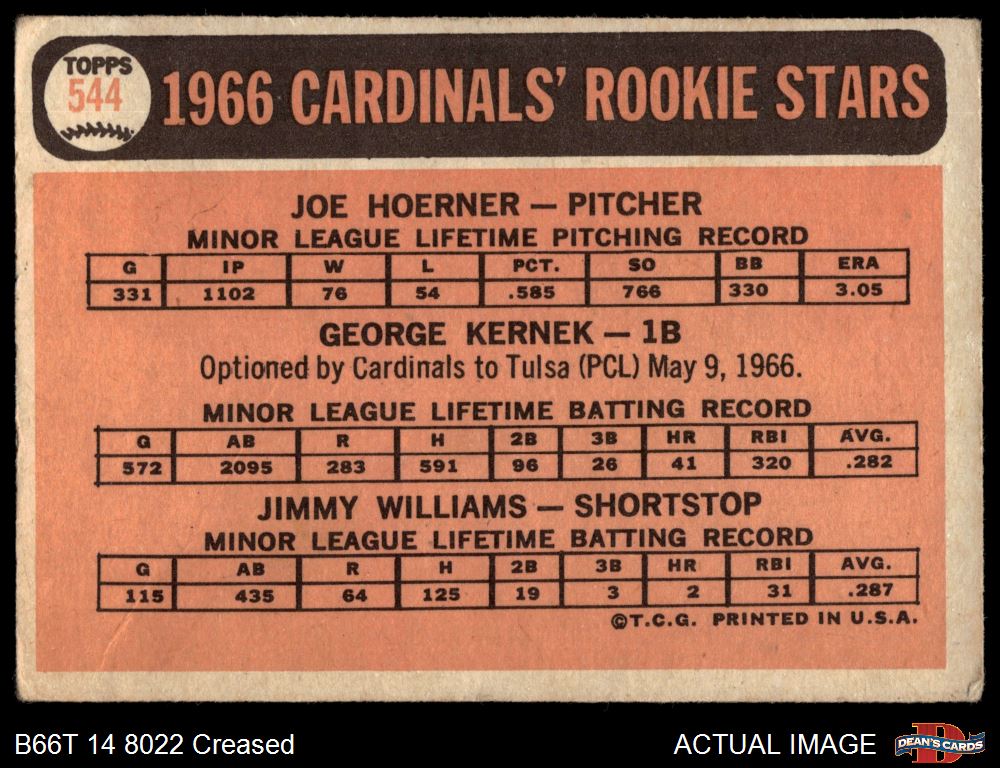 TOPPS
544
1966 CARDINALS' ROOKIE STARS
JOE HOERNER — PITCHER
MINOR LEAGUE LIFETIME PITCHING RECORD
G IP W L PCT. SO BB ERA
331 1102 76 54 .585 766 330 3.05
GEORGE KERNEK — 1B
Optioned by Cardinals to Tulsa (PCL) May 9, 1966.
MINOR LEAGUE LIFETIME BATTING RECORD
G AB R H 2B 3B HR RBI AVG.
572 2095 283 591 96 26 41 320 .282
JIMMY WILLIAMS — SHORTSTOP
MINOR LEAGUE LIFETIME BATTING RECORD
G AB R H 2B 3B HR RBI AVG.
115 435 64 125 19 3 2 31 .287
©T.C.G. PRINTED IN U.S.A.
B66T 14 8022 Creased
ACTUAL IMAGE
D
DEAN'S CARDS